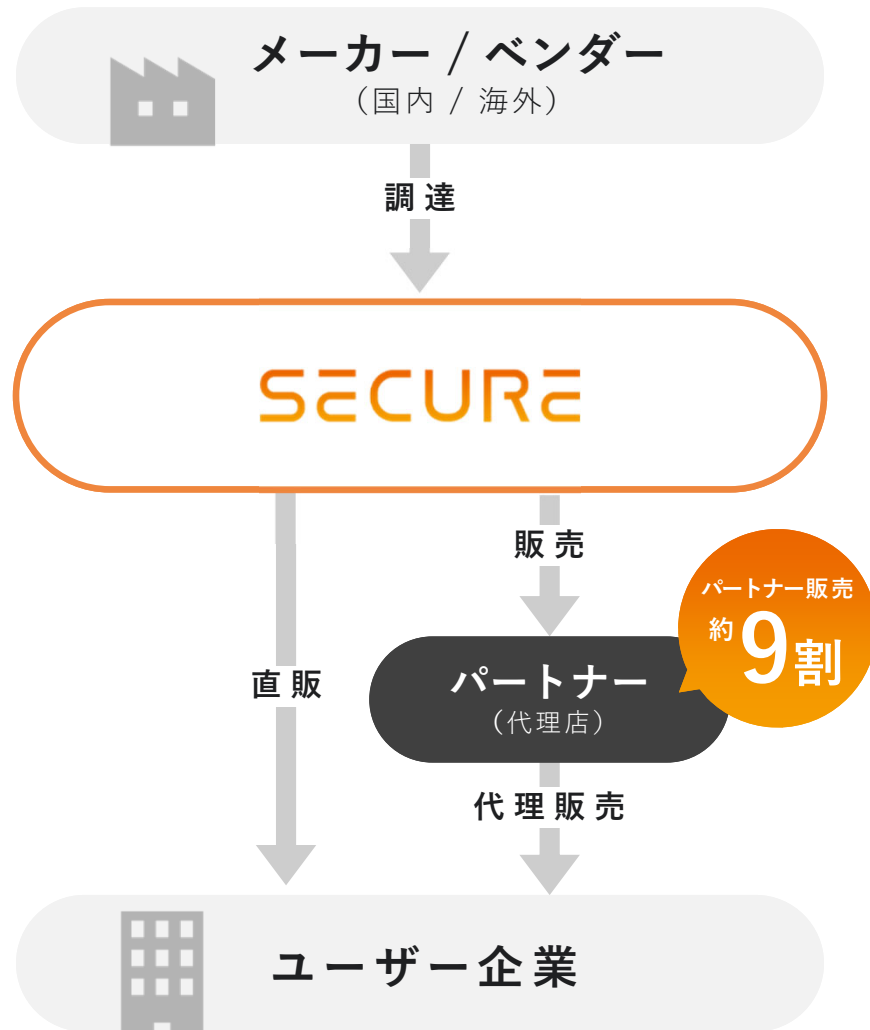 メーカー / ベンダー
（国内 / 海外）
調達
SECURE
販売
パートナー販売
約9割
直販
パートナー
（代理店）
代理販売
ユーザー企業